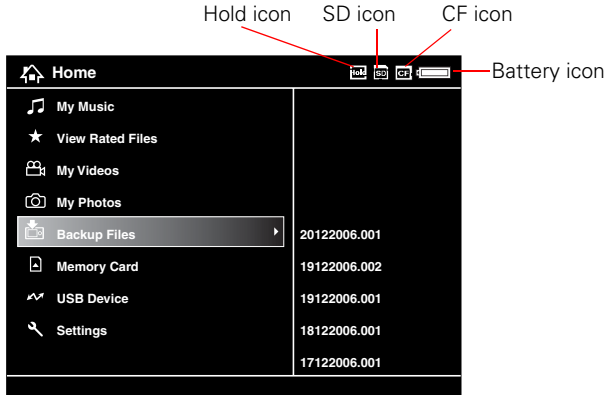 Hold icon SD icon CF icon
Home Hold SD CF Battery icon
My Music
View Rated Files
My Videos
My Photos
Backup Files 20122006.001
Memory Card 19122006.002
USB Device 19122006.001
Settings 18122006.001
17122006.001